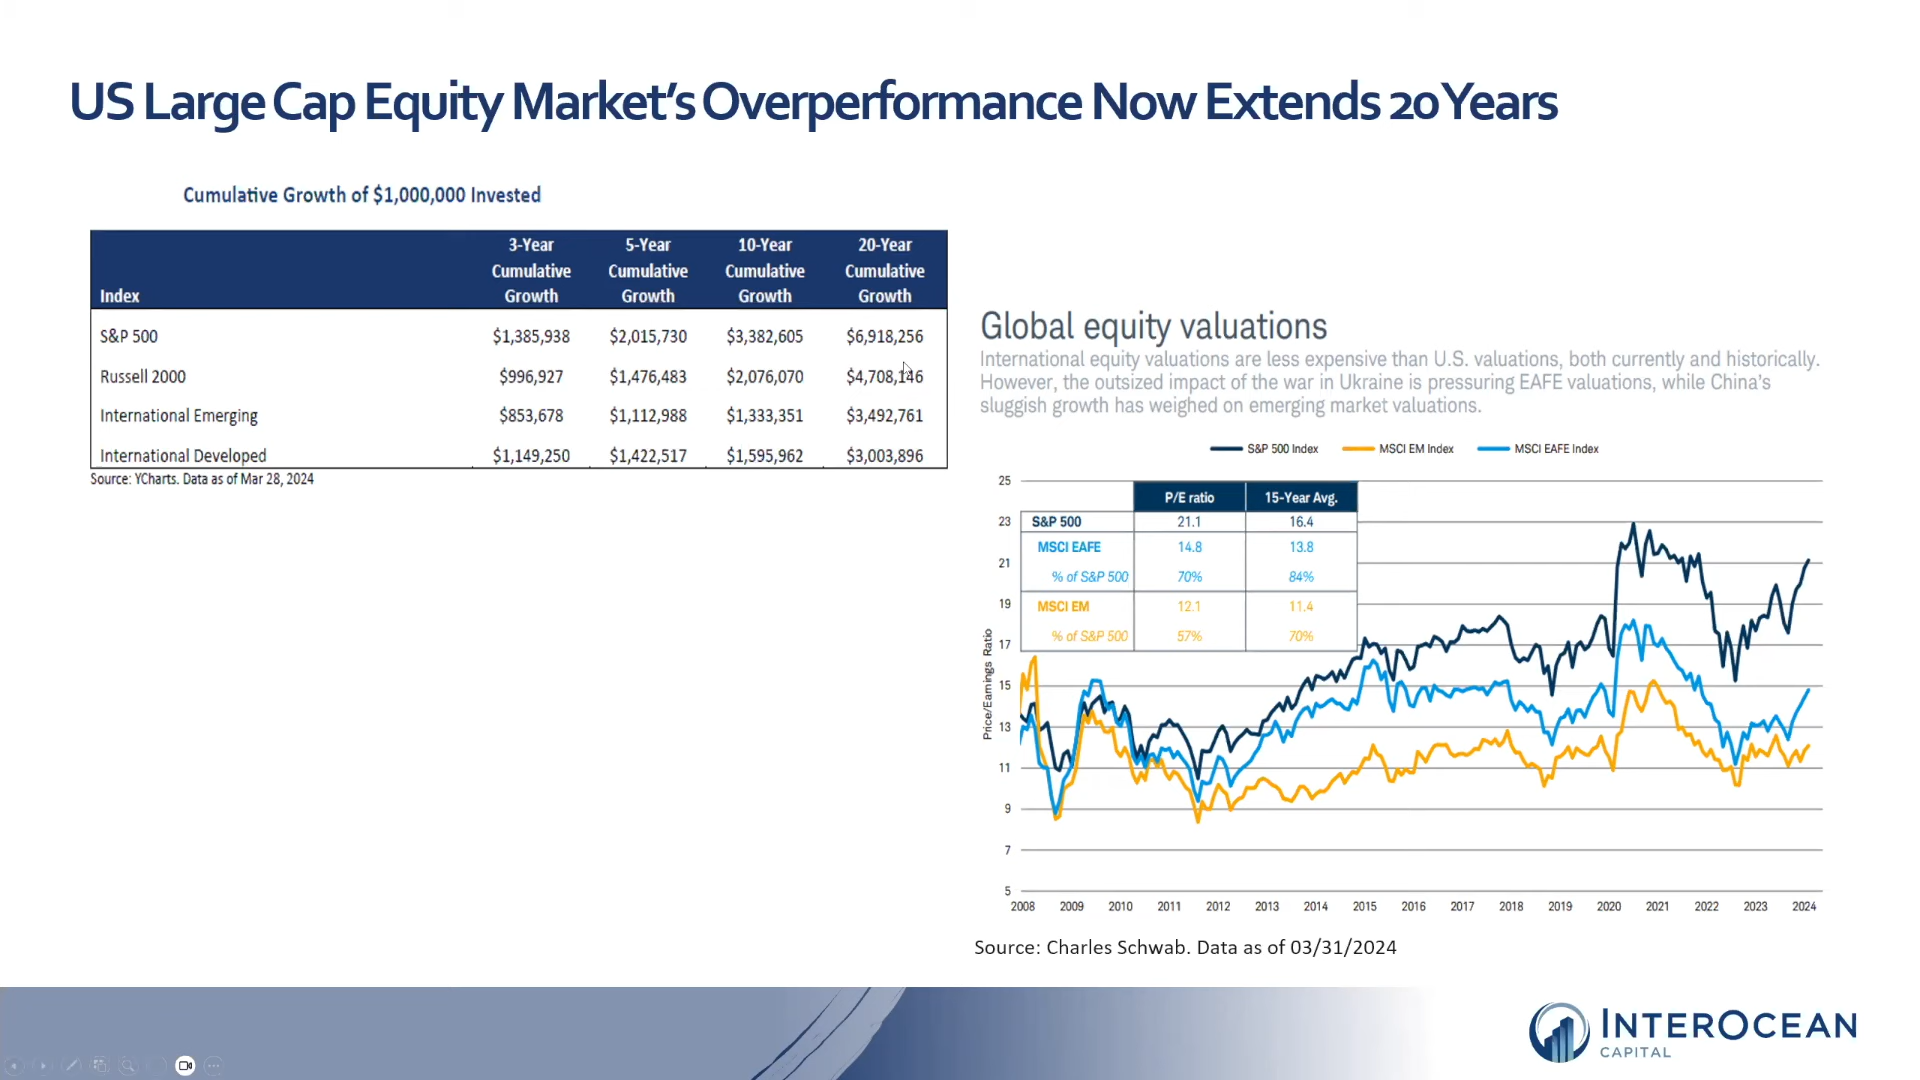 US Large Cap Equity Market's Overperformance Now Extends 20 Years
Cumulative Growth of $1,000,000 Invested
Index 3-Year Cumulative Growth 5-Year Cumulative Growth 10-Year Cumulative Growth 20-Year Cumulative Growth
S&P 500 $1,385,938 $2,015,730 $3,382,605 $6,918,256
Russell 2000 $996,927 $1,476,483 $2,076,070 $4,708,146
International Emerging $853,678 $1,112,988 $1,333,351 $3,492,761
International Developed $1,149,250 $1,422,517 $1,595,962 $3,003,896
Source: YCharts. Data as of Mar 28, 2024
Global equity valuations
International equity valuations are less expensive than U.S. valuations, both currently and historically.
However, the outsized impact of the war in Ukraine is pressuring EAFE valuations, while China's
sluggish growth has weighed on emerging market valuations.
S&P 500 Index MSCI EM Index MSCI EAFE Index
P/E ratio 15-Year Avg.
S&P 500 21.1 16.4
MSCI EAFE 14.8 13.8
% of S&P 500 70% 84%
MSCI EM 12.1 11.4
% of S&P 500 57% 70%
Price/Earnings Ratio
25
23
21
19
17
15
13
11
9
7
5
2008 2009 2010 2011 2012 2013 2014 2015 2016 2017 2018 2019 2020 2021 2022 2023 2024
Source: Charles Schwab. Data as of 03/31/2024
INTEROCEAN
CAPITAL